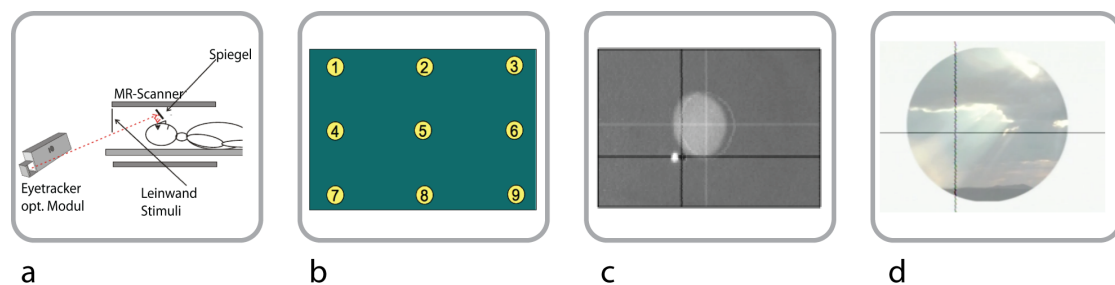 Spiegel
MR-Scanner
Eyetracker
opt. Modul
Leinwand
Stimuli
1 2 3
4 5 6
7 8 9
a b c d